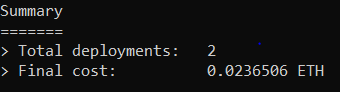 Summary
=======
> Total deployments:   2
> Final cost:          0.0236506 ETH